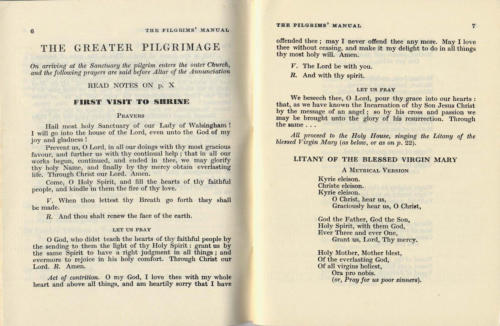 6 THE PILGRIMS' MANUAL
THE GREATER PILGRIMAGE
On arriving at the Sanctuary the pilgrim enters the outer Church,
and the following prayers are said before Altar of the Annunciation
READ NOTES ON p. X
FIRST VISIT TO SHRINE
PRAYERS
Hail most holy Sanctuary of our Lady of Walsingham !
I will go into the house of the Lord, even unto the God of my
joy and gladness !
Prevent us, O Lord, in all our doings with thy most gracious
favour, and further us with thy continual help ; that in all our
works begun, continued, and ended in thee, we may glorify
thy holy Name, and finally by thy mercy obtain everlasting
life. Through Christ our Lord. Amen.
Come, O Holy Spirit, and fill the hearts of thy faithful
people, and kindle in them the fire of thy love.
V. When thou lettest thy Breath go forth they shall
be made.
R. And thou shalt renew the face of the earth.
LET US PRAY
O God, who didst teach the hearts of thy faithful people by
the sending to them the light of thy Holy Spirit : grant us by
the same Spirit to have a right judgment in all things ; and
evermore to rejoice in his holy comfort. Through Christ our
Lord. R. Amen.
Act of contrition. O my God, I love thee with my whole
heart and above all things, and am heartily sorry that I have
THE PILGRIMS' MANUAL 7
offended thee ; may I never offend thee any more. May I love
thee without ceasing, and make it my delight to do in all things
thy most holy will. Amen.
V. The Lord be with you.
R. And with thy spirit.
LET US PRAY
We beseech thee, O Lord, pour thy grace into our hearts :
that, as we have known the Incarnation of thy Son Jesus Christ
by the message of an angel ; so by his cross and passion we
may be brought unto the glory of his resurrection. Through
the same . . .
All proceed to the Holy House, singing the Litany of the
blessed Virgin Mary (as below, or as on p. 22).
LITANY OF THE BLESSED VIRGIN MARY
A METRICAL VERSION
Kyrie eleison.
Christe eleison.
Kyrie eleison.
O Christ, hear us,
Graciously hear us, O Christ,
God the Father, God the Son,
Holy Spirit, with them God,
Ever Three and ever One,
Grant us, Lord, Thy mercy.
Holy Mother, Mother blest,
Of the everlasting God,
Of all virgins holiest,
Ora pro nobis.
(or, Pray for us poor sinners).